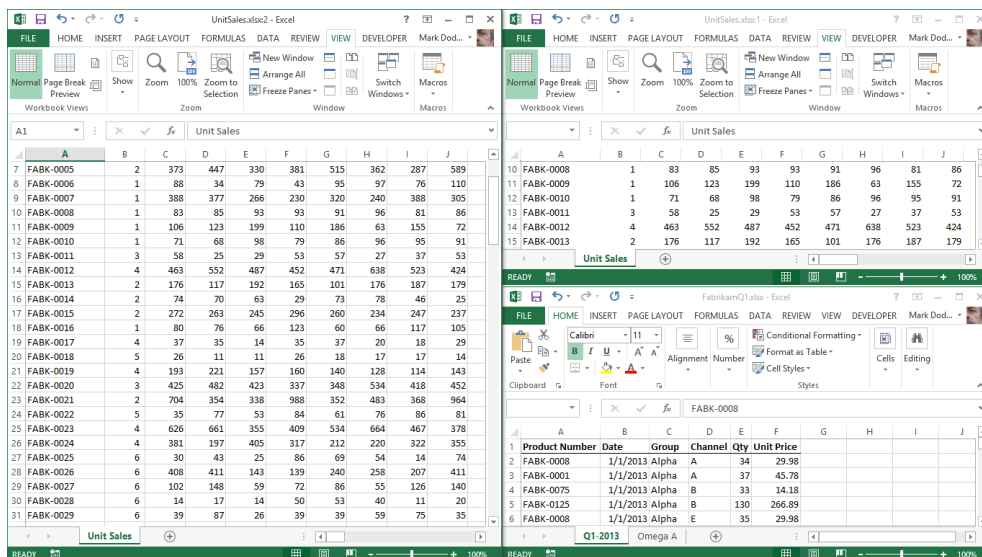 UnitSales.xlsc2 - Excel
FILE HOME INSERT PAGE LAYOUT FORMULAS DATA REVIEW VIEW DEVELOPER Mark Dod...
Normal Page Break Preview Show Zoom 100% Zoom to Selection New Window Arrange All Freeze Panes Switch Windows Macros
Workbook Views Zoom Window Macros
A1 fx Unit Sales
A B C D E F G H I J
7 FABK-0005 2 373 447 330 381 515 362 287 589
8 FABK-0006 1 88 34 79 43 95 97 76 110
9 FABK-0007 1 388 377 266 230 320 240 388 305
10 FABK-0008 1 83 85 93 93 91 96 81 86
11 FABK-0009 1 106 123 199 110 186 63 155 72
12 FABK-0010 1 71 68 98 79 86 96 95 91
13 FABK-0011 3 58 25 29 53 57 27 37 53
14 FABK-0012 4 463 552 487 452 471 638 523 424
15 FABK-0013 2 176 117 192 165 101 176 187 179
16 FABK-0014 2 74 70 63 29 73 78 46 25
17 FABK-0015 2 272 263 245 296 260 234 247 237
18 FABK-0016 1 80 76 66 123 60 66 117 105
19 FABK-0017 4 37 35 14 35 37 20 18 29
20 FABK-0018 5 26 11 11 26 18 17 17 14
21 FABK-0019 4 193 221 157 160 140 128 114 143
22 FABK-0020 3 425 482 423 337 348 534 418 452
23 FABK-0021 2 704 354 338 988 352 483 368 964
24 FABK-0022 5 35 77 53 84 61 76 86 81
25 FABK-0023 4 626 661 355 409 534 664 467 378
26 FABK-0024 4 381 197 405 317 212 220 322 355
27 FABK-0025 6 30 43 25 86 69 54 14 74
28 FABK-0026 6 408 411 143 139 240 258 207 411
29 FABK-0027 6 102 148 59 72 86 55 126 140
30 FABK-0028 6 14 17 14 50 53 40 11 20
31 FABK-0029 6 39 87 26 39 39 59 75 35
Unit Sales
READY 100%
UnitSales.xlsc1 - Excel
FILE HOME INSERT PAGE LAYOUT FORMULAS DATA REVIEW VIEW DEVELOPER Mark Dod...
Normal Page Break Preview Show Zoom 100% Zoom to Selection New Window Arrange All Freeze Panes Switch Windows Macros
Workbook Views Zoom Window Macros
fx Unit Sales
A B C D E F G H I J
10 FABK-0008 1 83 85 93 93 91 96 81 86
11 FABK-0009 1 106 123 199 110 186 63 155 72
12 FABK-0010 1 71 68 98 79 86 96 95 91
13 FABK-0011 3 58 25 29 53 57 27 37 53
14 FABK-0012 4 463 552 487 452 471 638 523 424
15 FABK-0013 2 176 117 192 165 101 176 187 179
Unit Sales
READY 100%
FabrikamQ1.xlsx - Excel
FILE HOME INSERT PAGE LAYOUT FORMULAS DATA REVIEW VIEW DEVELOPER Mark Dod...
Paste Calibri 11 B I U A A A Alignment Number % Conditional Formatting Format as Table Cell Styles Cells Editing
Clipboard Font Styles
fx FABK-0008
A B C D E F G H I J
1 Product Number Date Group Channel Qty Unit Price
2 FABK-0008 1/1/2013 Alpha A 34 29.98
3 FABK-0001 1/1/2013 Alpha A 37 45.78
4 FABK-0075 1/1/2013 Alpha B 33 14.18
5 FABK-0125 1/1/2013 Alpha B 130 266.89
6 FABK-0008 1/1/2013 Alpha E 35 29.98
Q1-2013 Omega A
READY 100%